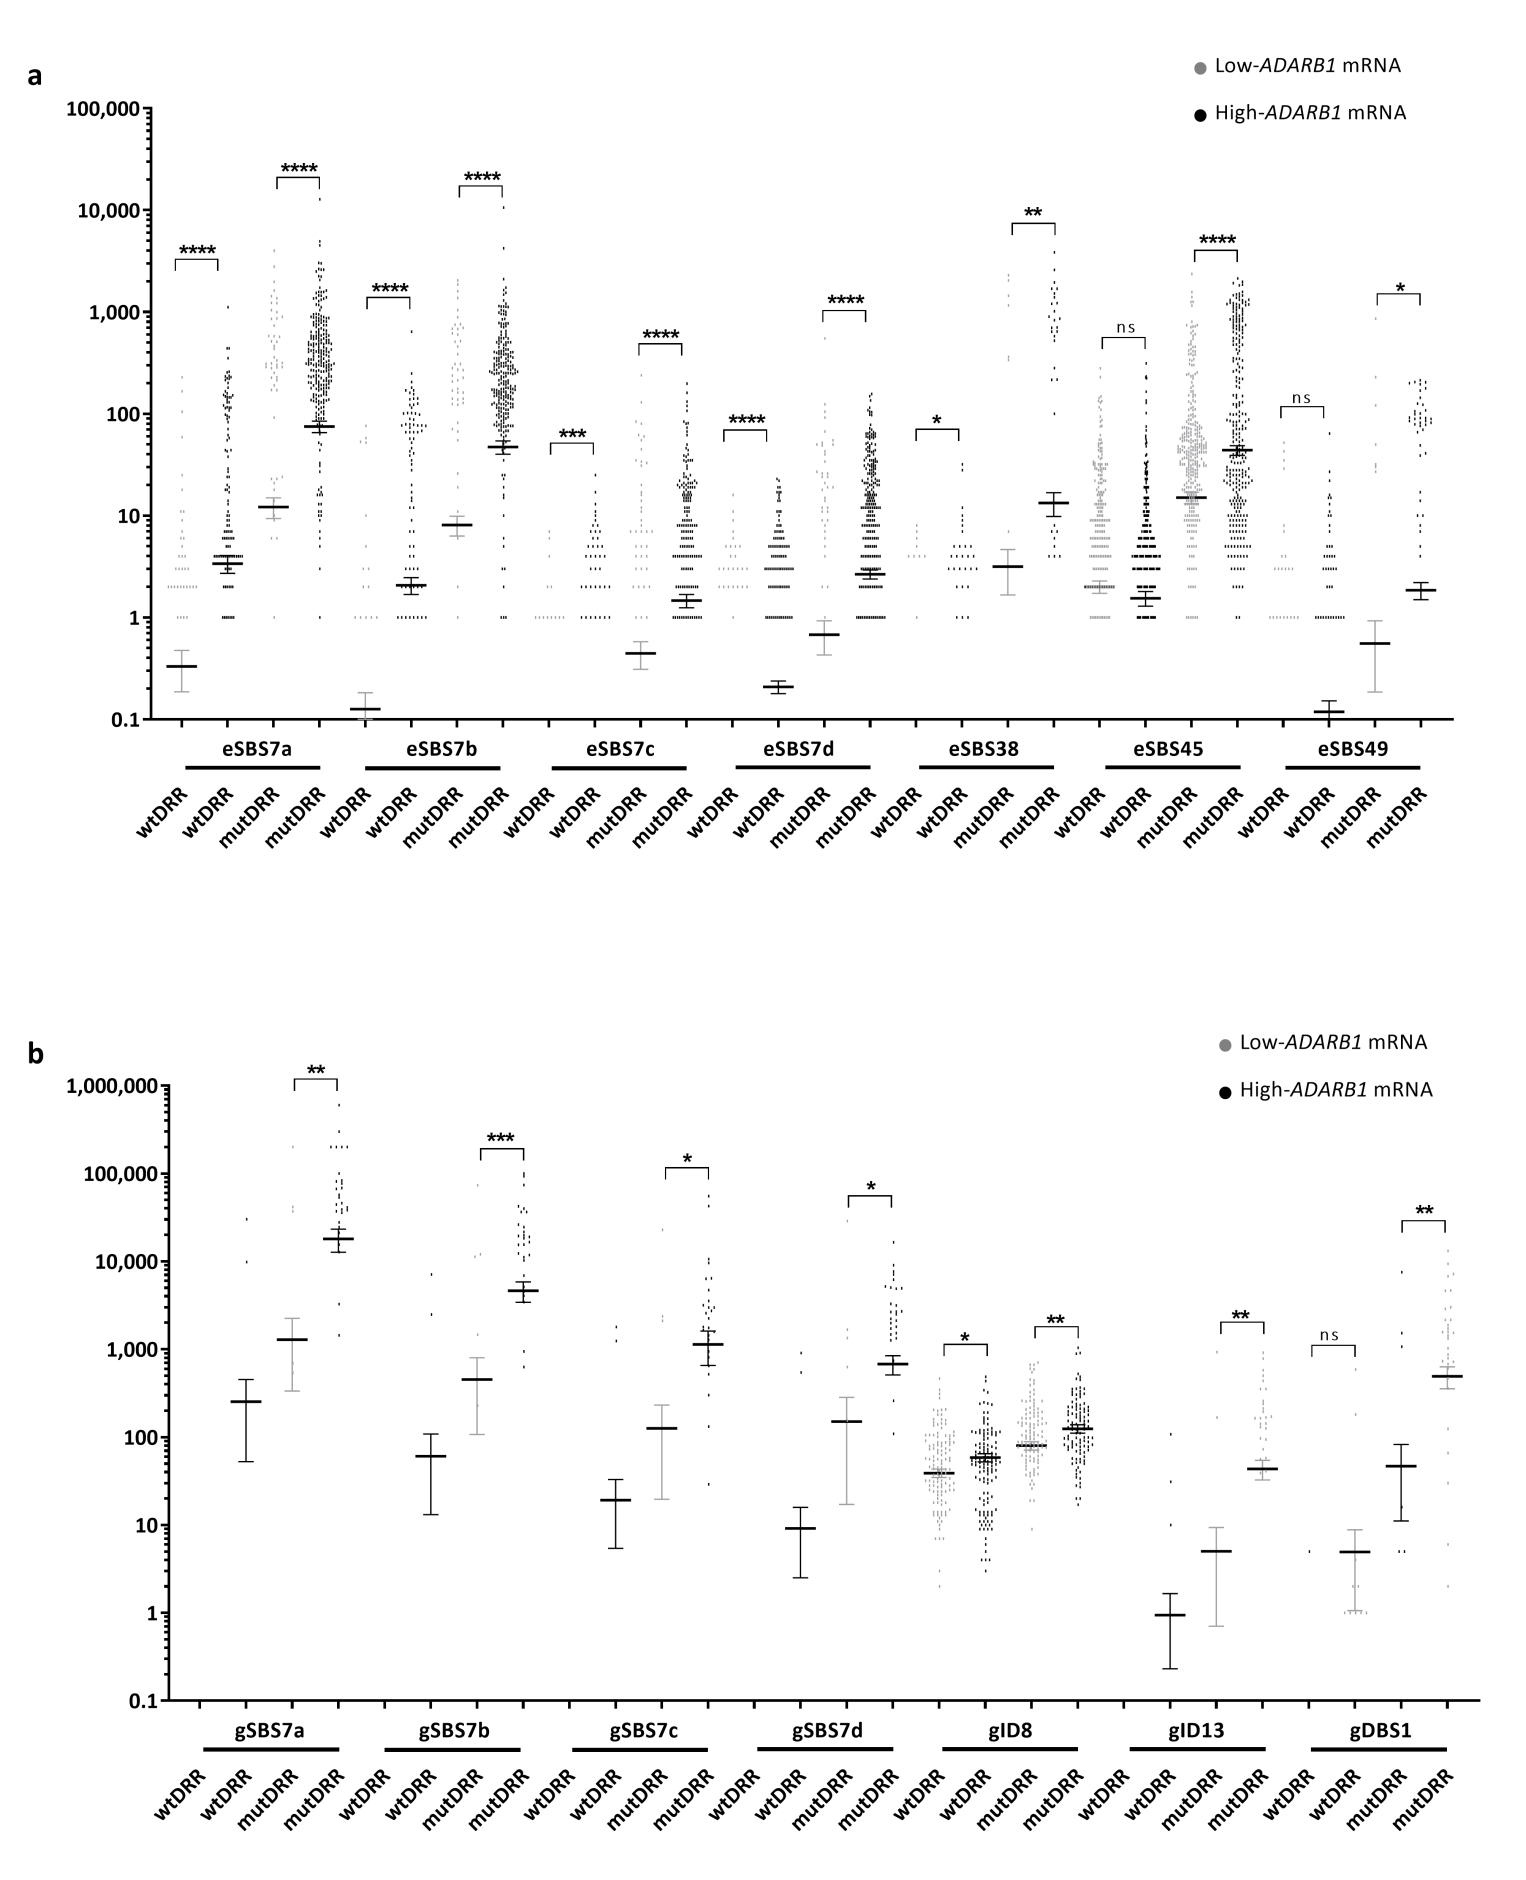 a
Low-ADARB1 mRNA
High-ADARB1 mRNA
100,000
10,000
1,000
100
10
1
0.1
****
****
****
****
***
****
****
****
*
**
ns
****
ns
*
eSBS7a eSBS7b eSBS7c eSBS7d eSBS38 eSBS45 eSBS49
wtDRR wtDRR mutDRR mutDRR wtDRR wtDRR mutDRR mutDRR wtDRR wtDRR mutDRR mutDRR wtDRR wtDRR mutDRR mutDRR wtDRR wtDRR mutDRR mutDRR wtDRR wtDRR mutDRR mutDRR wtDRR wtDRR mutDRR mutDRR
b
Low-ADARB1 mRNA
High-ADARB1 mRNA
1,000,000
100,000
10,000
1,000
100
10
1
0.1
**
***
*
*
*
**
**
ns
**
gSBS7a gSBS7b gSBS7c gSBS7d gID8 gID13 gDBS1
wtDRR wtDRR mutDRR mutDRR wtDRR wtDRR mutDRR mutDRR wtDRR wtDRR mutDRR mutDRR wtDRR wtDRR mutDRR mutDRR wtDRR wtDRR mutDRR mutDRR wtDRR wtDRR mutDRR mutDRR wtDRR wtDRR mutDRR mutDRR